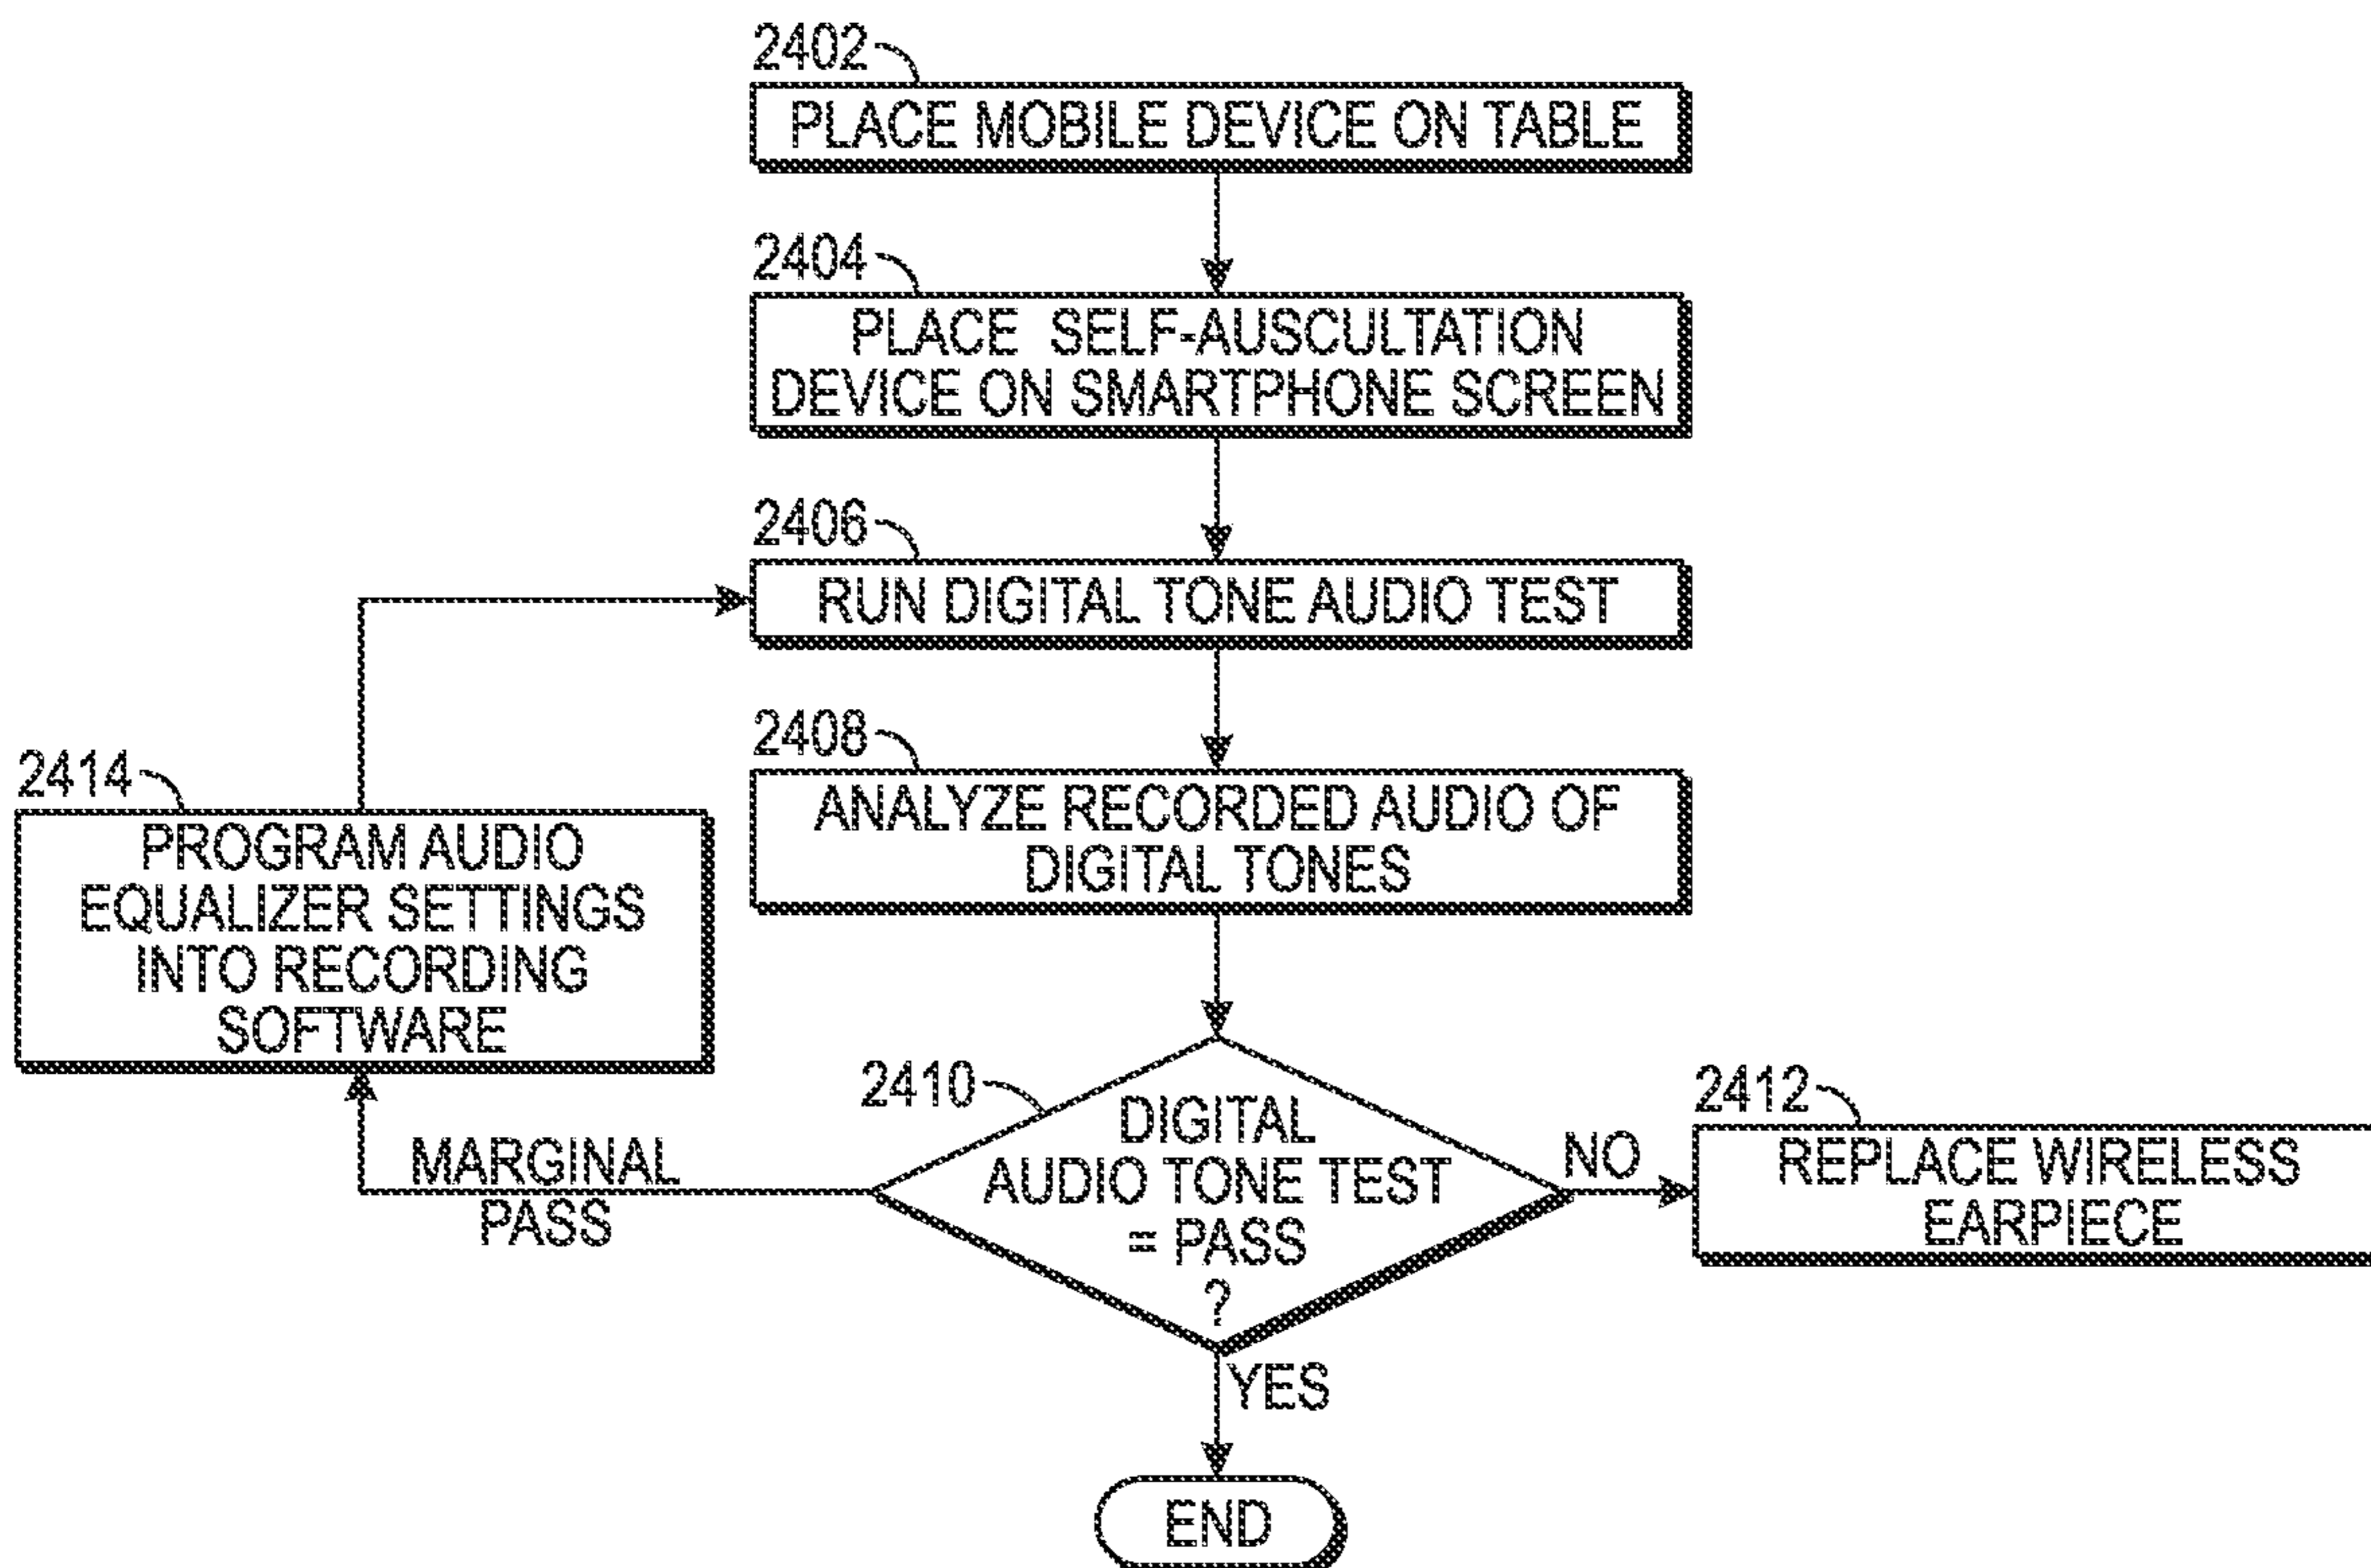 2402
PLACE MOBILE DEVICE ON TABLE
2404
PLACE SELF-AUSCULTATION
DEVICE ON SMARTPHONE SCREEN
2406
RUN DIGITAL TONE AUDIO TEST
2408
ANALYZE RECORDED AUDIO OF
DIGITAL TONES
2414
PROGRAM AUDIO
EQUALIZER SETTINGS
INTO RECORDING
SOFTWARE
MARGINAL
PASS
2410
DIGITAL
AUDIO TONE TEST
= PASS
?
NO
2412
REPLACE WIRELESS
EARPIECE
YES
END